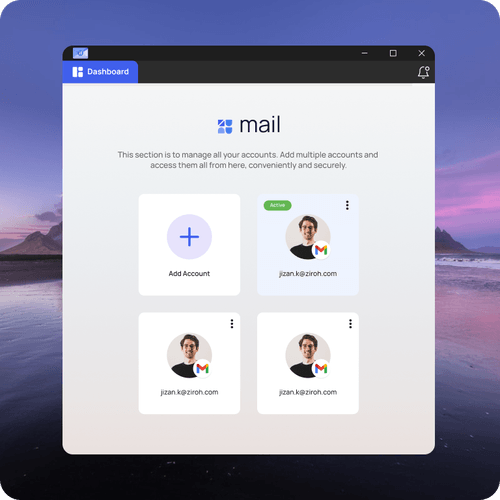 Dashboard
mail
This section is to manage all your accounts. Add multiple accounts and
access them all from here, conveniently and securely.
Active
Add Account
jizan.k@ziroh.com
jizan.k@ziroh.com
jizan.k@ziroh.com